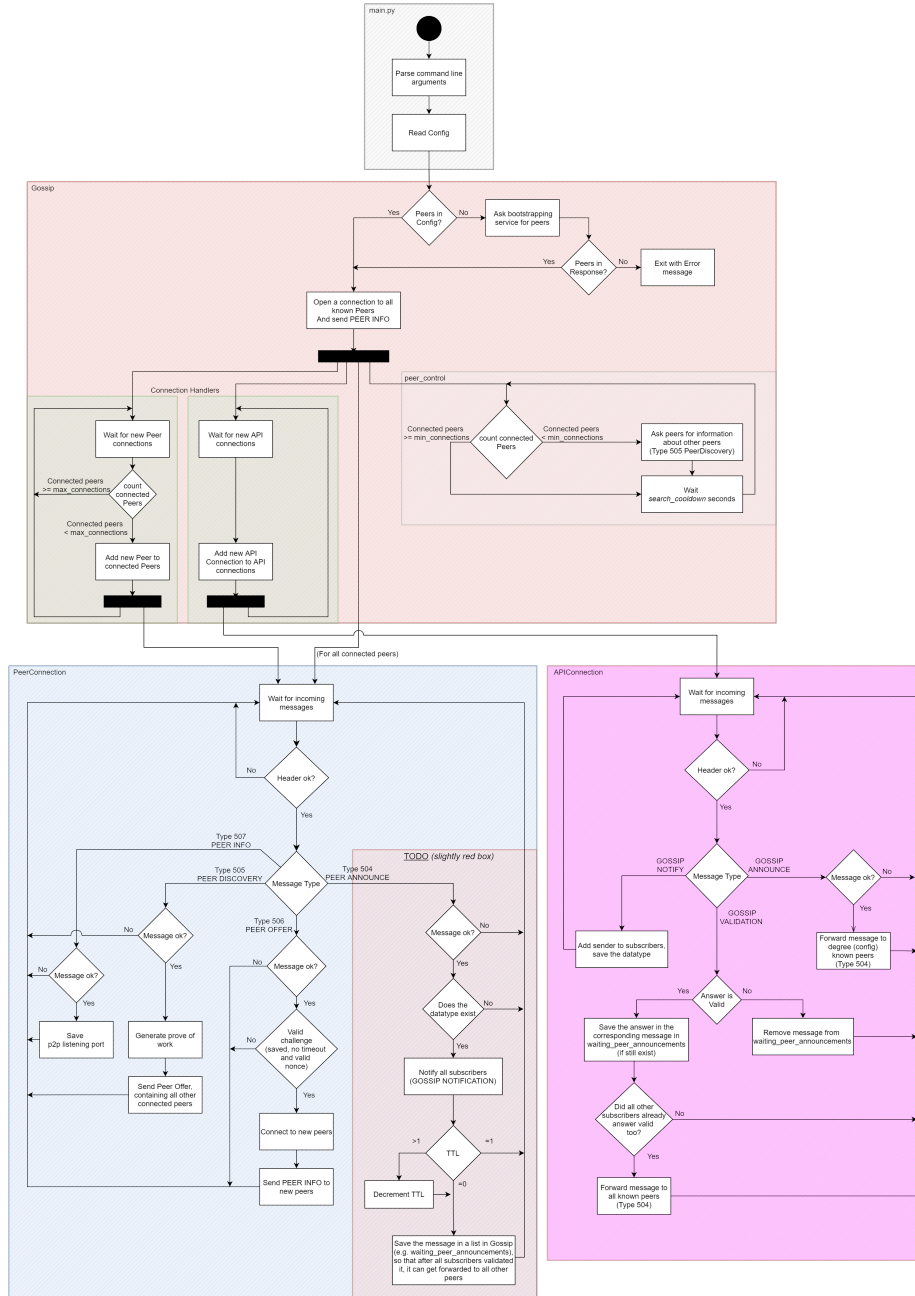 main.py
Parse command line
arguments
Read Config
Gossip
Peers in
Config?
Yes
No
Ask bootstrapping
service for peers
Peers in
Response?
Yes
No
Exit with Error
message
Open a connection to all
known Peers
And send PEER INFO
Connection Handlers
Wait for new Peer
connections
count
connected
Peers
Connected peers
>= max_connections
Connected peers
< max_connections
Add new Peer to
connected Peers
Wait for new API
connections
Add new API
Connection to API
connections
peer_control
Connected peers
>= min_connections
count connected
Peers
Connected peers
< min_connections
Ask peers for information
about other peers
(Type 505 PeerDiscovery)
Wait
search_cooldown seconds
(For all connected peers)
PeerConnection
Wait for incoming
messages
Header ok?
No
Yes
Message Type
Type 507
PEER INFO
Type 505
PEER DISCOVERY
Type 506
PEER OFFER
Type 504
PEER ANNOUNCE
Message ok?
No
Yes
Save
p2p listening port
Message ok?
No
Yes
Generate prove of
work
Send Peer Offer,
containing all other
connected peers
Message ok?
No
Yes
Valid
challenge
(saved, no timeout
and valid
nonce)
No
Yes
Connect to new peers
Send PEER INFO to
new peers
TODO (slightly red box)
Message ok?
No
Yes
Does the
datatype exist
No
Yes
Notify all subscribers
(GOSSIP NOTIFICATION)
TTL
>1
=1
=0
Decrement TTL
Save the message in a list in Gossip
(e.g. waiting_peer_announcements),
so that after all subscribers validated
it, it can get forwarded to all other
peers
APIConnection
Wait for incoming
messages
Header ok?
No
Yes
Message Type
GOSSIP
NOTIFY
GOSSIP
ANNOUNCE
GOSSIP
VALIDATION
Add sender to subscribers,
save the datatype
Message ok?
No
Yes
Forward message to
degree (config)
known peers
(Type 504)
Answer is
Valid
Yes
No
Save the answer in the
corresponding message in
waiting_peer_announcements
(if still exist)
Remove message from
waiting_peer_announcements
Did all other
subscribers already
answer valid
too?
No
Yes
Forward message to
all known peers
(Type 504)